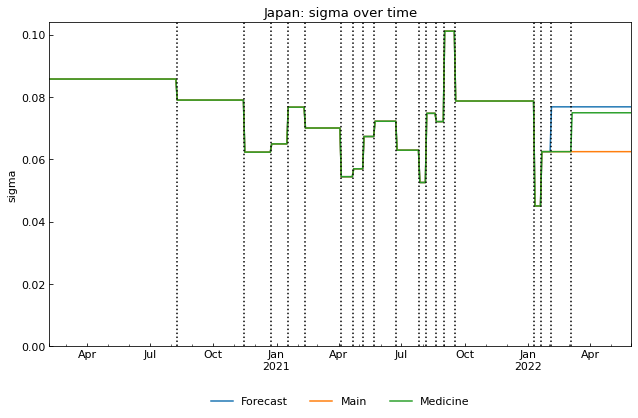 Japan: sigma over time
sigma
0.10
0.08
0.06
0.04
0.02
0.00
Apr Jul Oct Jan Apr Jul Oct Jan Apr
2021 2022
Forecast Main Medicine